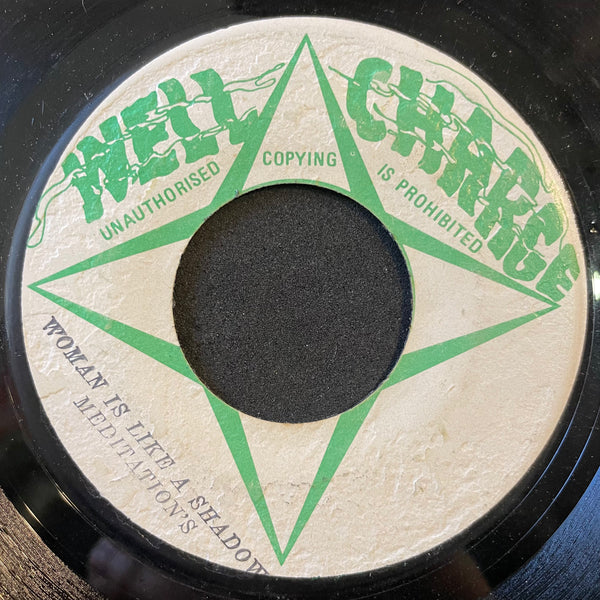 WELL CHARGE
UNAUTHORISED COPYING IS PROHIBITED
WOMAN IS LIKE A SHADOW
MEDITATION'S